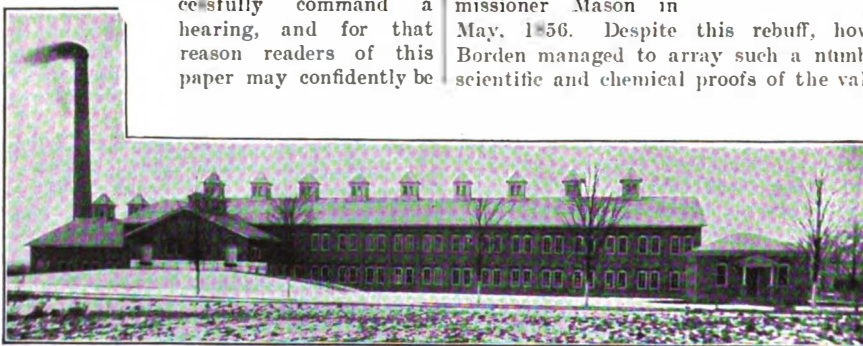 cessfully command a
hearing, and for that
reason readers of this
paper may confidently be
missioner Mason in
May, 1856. Despite this rebuff, how
Borden managed to array such a numb
scientific and chemical proofs of the val